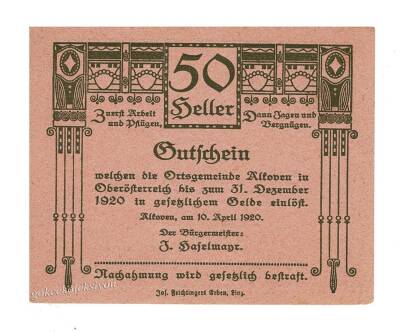 50
Heller
Zuerst Arbeit
und Pflügen,
Dann Jagen und
Vergnügen.
Gutschein
welchen die Ortsgemeinde Alkoven in
Oberösterreich bis zum 31. Dezember
1920 in gesetzlichem Gelde einlöst.
Alkoven, am 10. April 1920.
Der Bürgermeister:
J. Haselmayr.
Nachahmung wird gesetzlich bestraft.
Jos. Feichtingers Erben, Linz.
gokcekoleksiyon